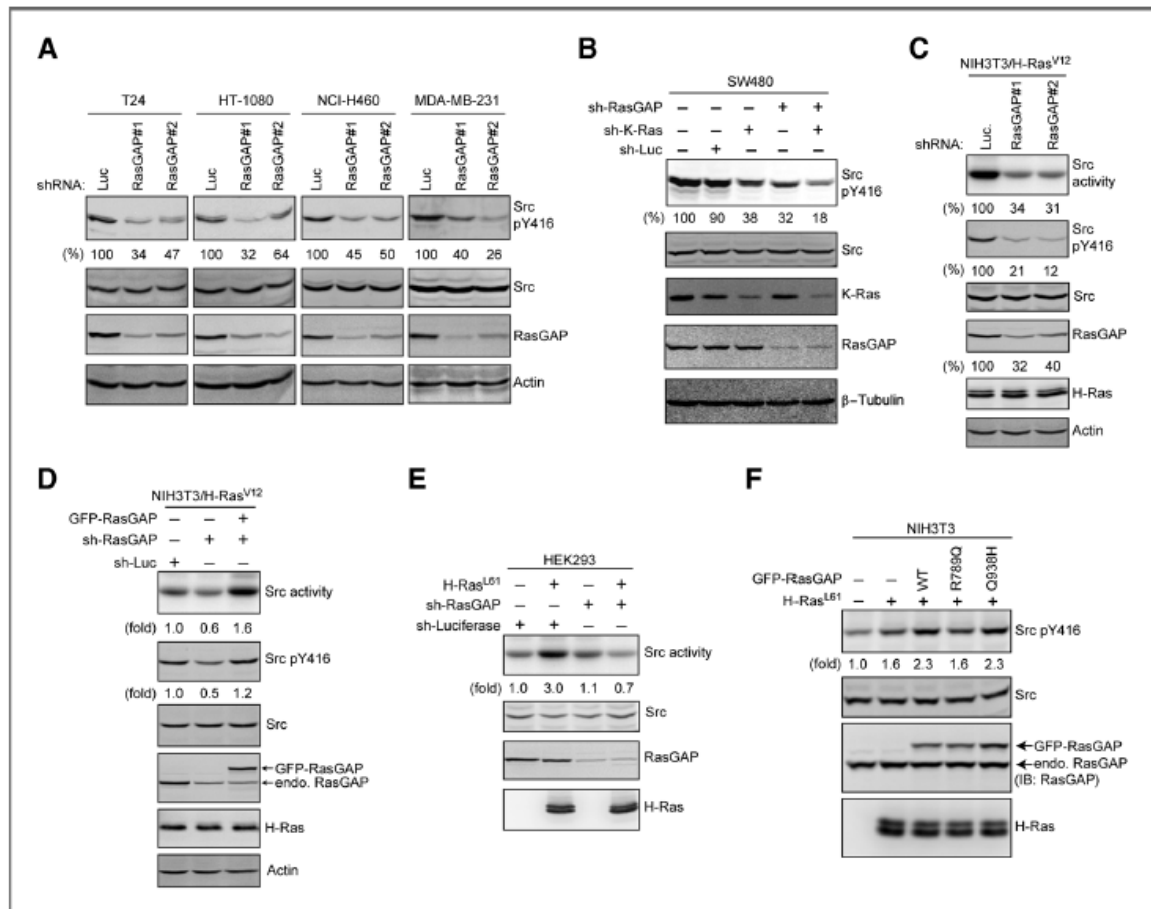 A
T24 HT-1080 NCI-H460 MDA-MB-231
shRNA: Luc RasGAP#1 RasGAP#2 Luc RasGAP#1 RasGAP#2 Luc RasGAP#1 RasGAP#2 Luc RasGAP#1 RasGAP#2
Src
pY416
(%) 100 34 47 100 32 64 100 45 50 100 40 26
Src
RasGAP
Actin
B
SW480
sh-RasGAP – – – + +
sh-K-Ras – – + – +
sh-Luc – + – – –
Src
pY416
(%) 100 90 38 32 18
Src
K-Ras
RasGAP
β–Tubulin
C
NIH3T3/H-RasV12
shRNA: Luc. RasGAP#1 RasGAP#2
Src
activity
100 34 31
(%)
Src
pY416
(%) 100 21 12
Src
RasGAP
(%) 100 32 40
H-Ras
Actin
D
NIH3T3/H-RasV12
GFP-RasGAP – – +
sh-RasGAP – + +
sh-Luc + – –
Src activity
(fold) 1.0 0.6 1.6
Src pY416
(fold) 1.0 0.5 1.2
Src
←GFP-RasGAP
←endo. RasGAP
H-Ras
Actin
E
HEK293
H-RasL61 – + – +
sh-RasGAP – – + +
sh-Luciferase + + – –
Src activity
(fold) 1.0 3.0 1.1 0.7
Src
RasGAP
H-Ras
F
NIH3T3
GFP-RasGAP – – WT R789Q Q938H
H-RasL61 – + + + +
Src pY416
(fold) 1.0 1.6 2.3 1.6 2.3
Src
←GFP-RasGAP
←endo. RasGAP
(IB: RasGAP)
H-Ras